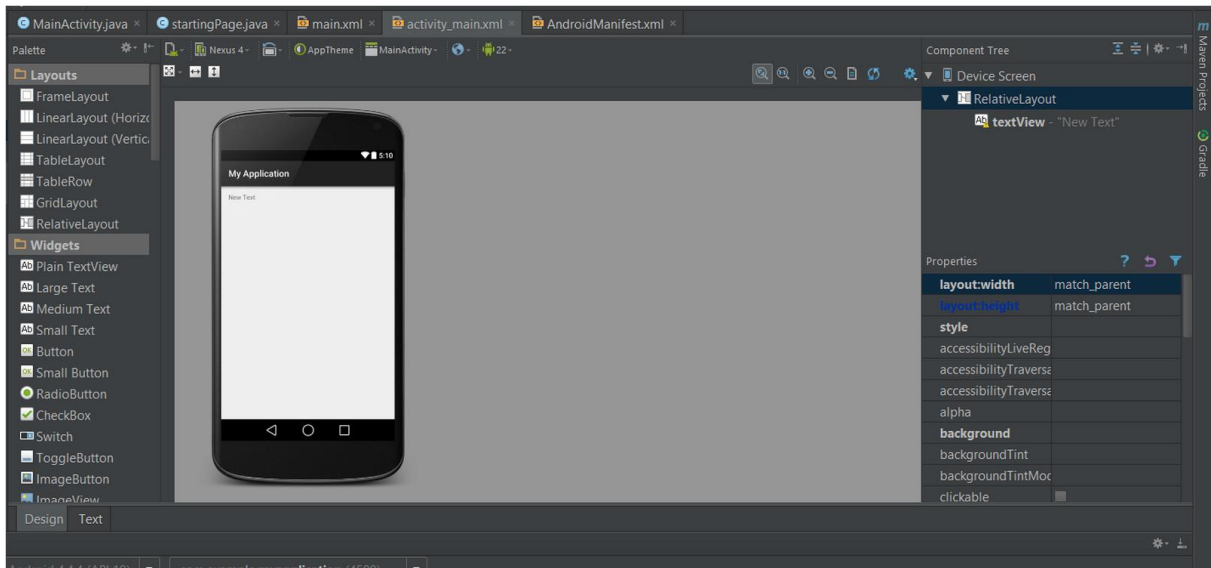 MainActivity.java
startingPage.java
main.xml
activity_main.xml
AndroidManifest.xml
Palette
Nexus 4
AppTheme
MainActivity
22
Component Tree
Layouts
FrameLayout
LinearLayout (Horizo
LinearLayout (Vertica
TableLayout
TableRow
GridLayout
RelativeLayout
Widgets
Plain TextView
Large Text
Medium Text
Small Text
Button
Small Button
RadioButton
CheckBox
Switch
ToggleButton
ImageButton
ImageView
5:10
My Application
New Text
Device Screen
RelativeLayout
textView - "New Text"
Properties
layout:width match_parent
layout:height match_parent
style
accessibilityLiveReg
accessibilityTraversa
accessibilityTraversa
alpha
background
backgroundTint
backgroundTintMod
clickable
Maven Projects
Gradle
Design Text